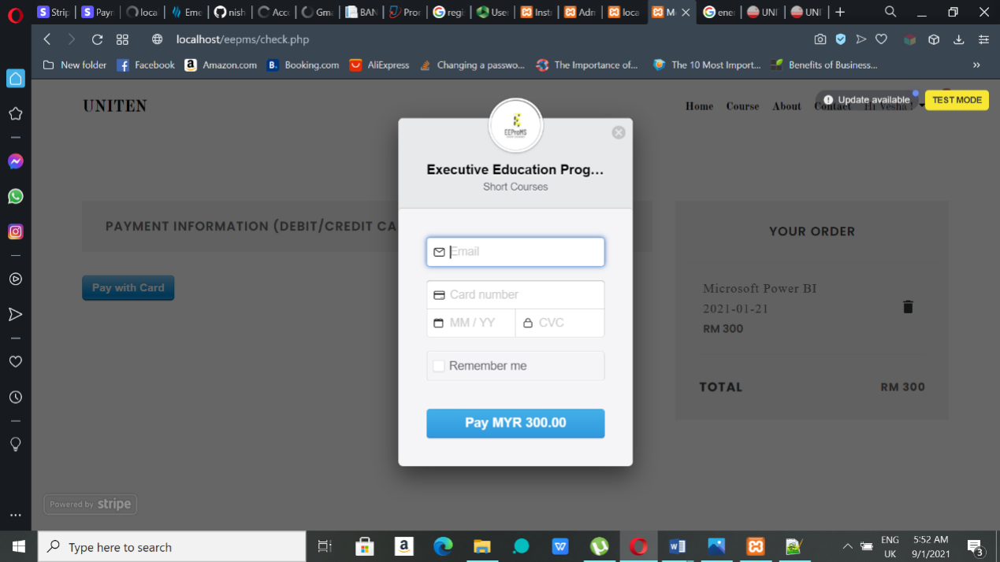 Strip
Payr
loca
Eme
nish
Acc
Gma
BAN
Pror
regi
Used
Insta
Adm
loca
M
ener
UNI
UNI
localhost/eepms/check.php
New folder
Facebook
Amazon.com
Booking.com
AliExpress
Changing a passwo...
The Importance of...
The 10 Most Import...
Benefits of Business...
UNITEN
Home
Course
About
Contact
Hi Vesha !
Update available
TEST MODE
EEProMS
Executive Education Prog...
Short Courses
PAYMENT INFORMATION (DEBIT/CREDIT CA
Pay with Card
Email
Card number
MM / YY
CVC
Remember me
Pay MYR 300.00
YOUR ORDER
Microsoft Power BI
2021-01-21
RM 300
TOTAL
RM 300
Powered by stripe
Type here to search
ENG
UK
5:52 AM
9/1/2021
3